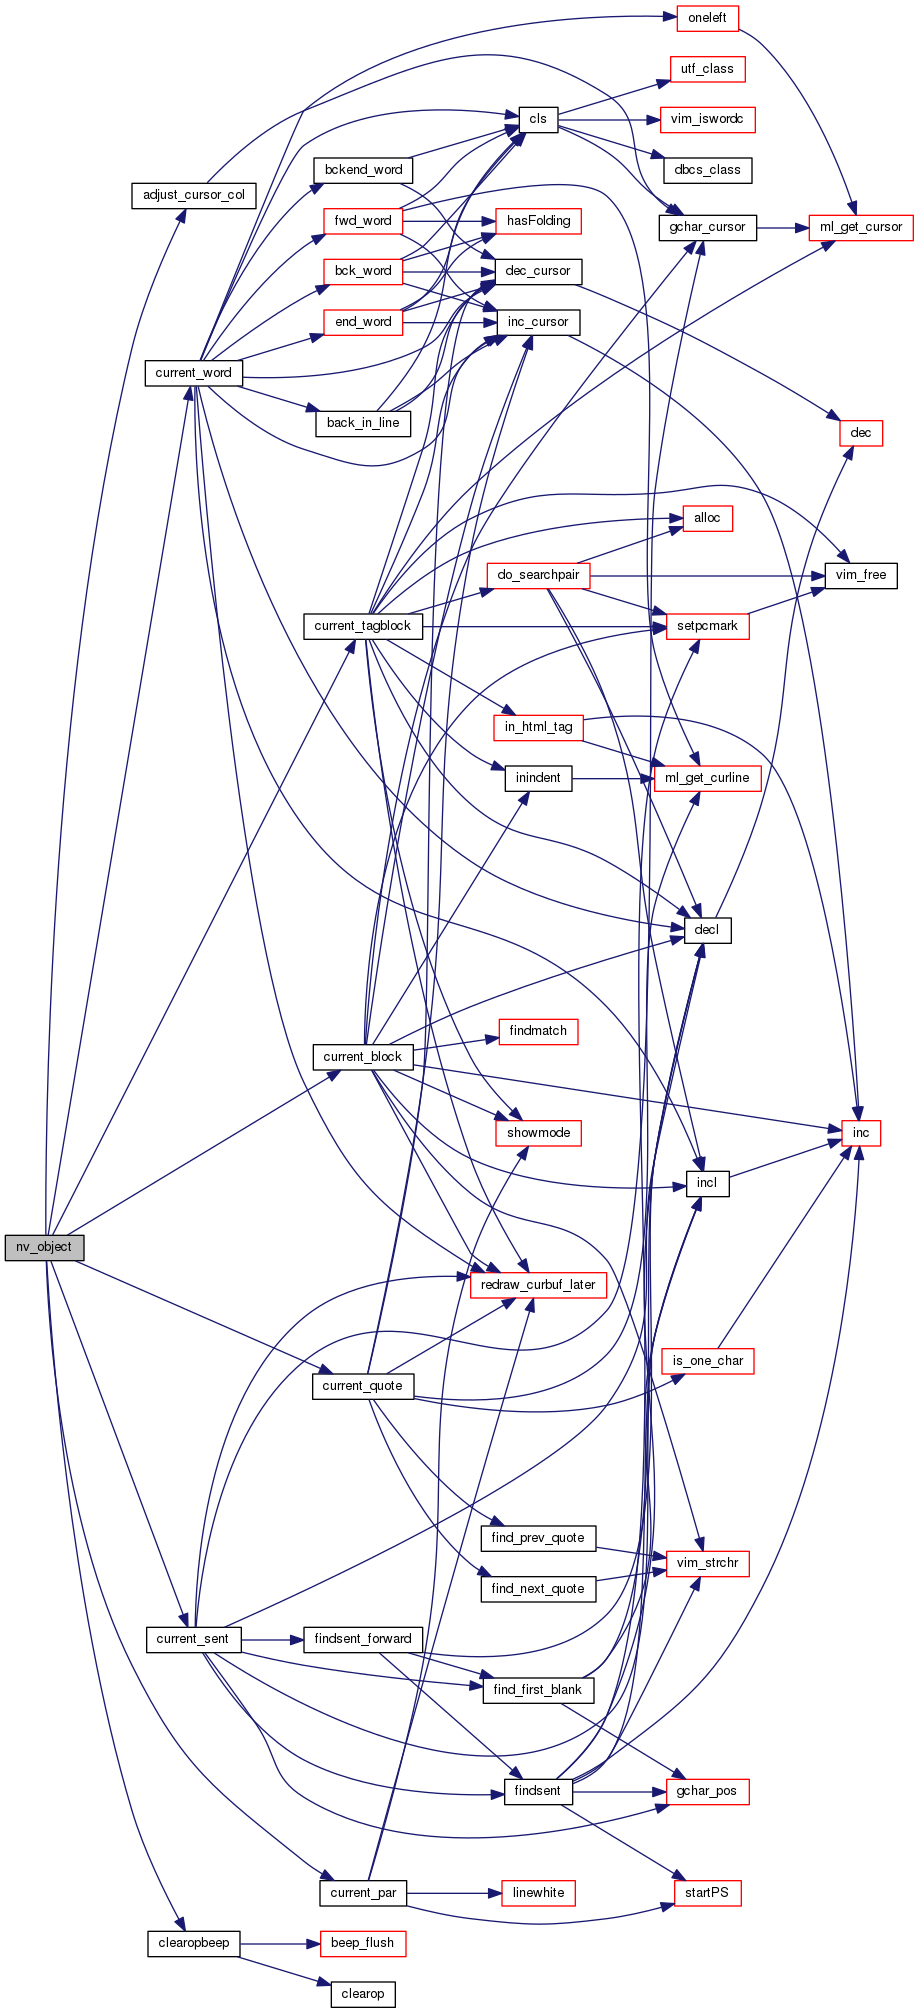 oneleft
utf_class
cls
vim_iswordc
bckend_word
dbcs_class
adjust_cursor_col
fwd_word
hasFolding
gchar_cursor
ml_get_cursor
bck_word
dec_cursor
end_word
inc_cursor
current_word
back_in_line
dec
alloc
do_searchpair
vim_free
current_tagblock
setpcmark
in_html_tag
inindent
ml_get_curline
decl
findmatch
current_block
showmode
inc
incl
nv_object
redraw_curbuf_later
is_one_char
current_quote
find_prev_quote
vim_strchr
find_next_quote
current_sent
findsent_forward
find_first_blank
findsent
gchar_pos
current_par
linewhite
startPS
clearopbeep
beep_flush
clearop